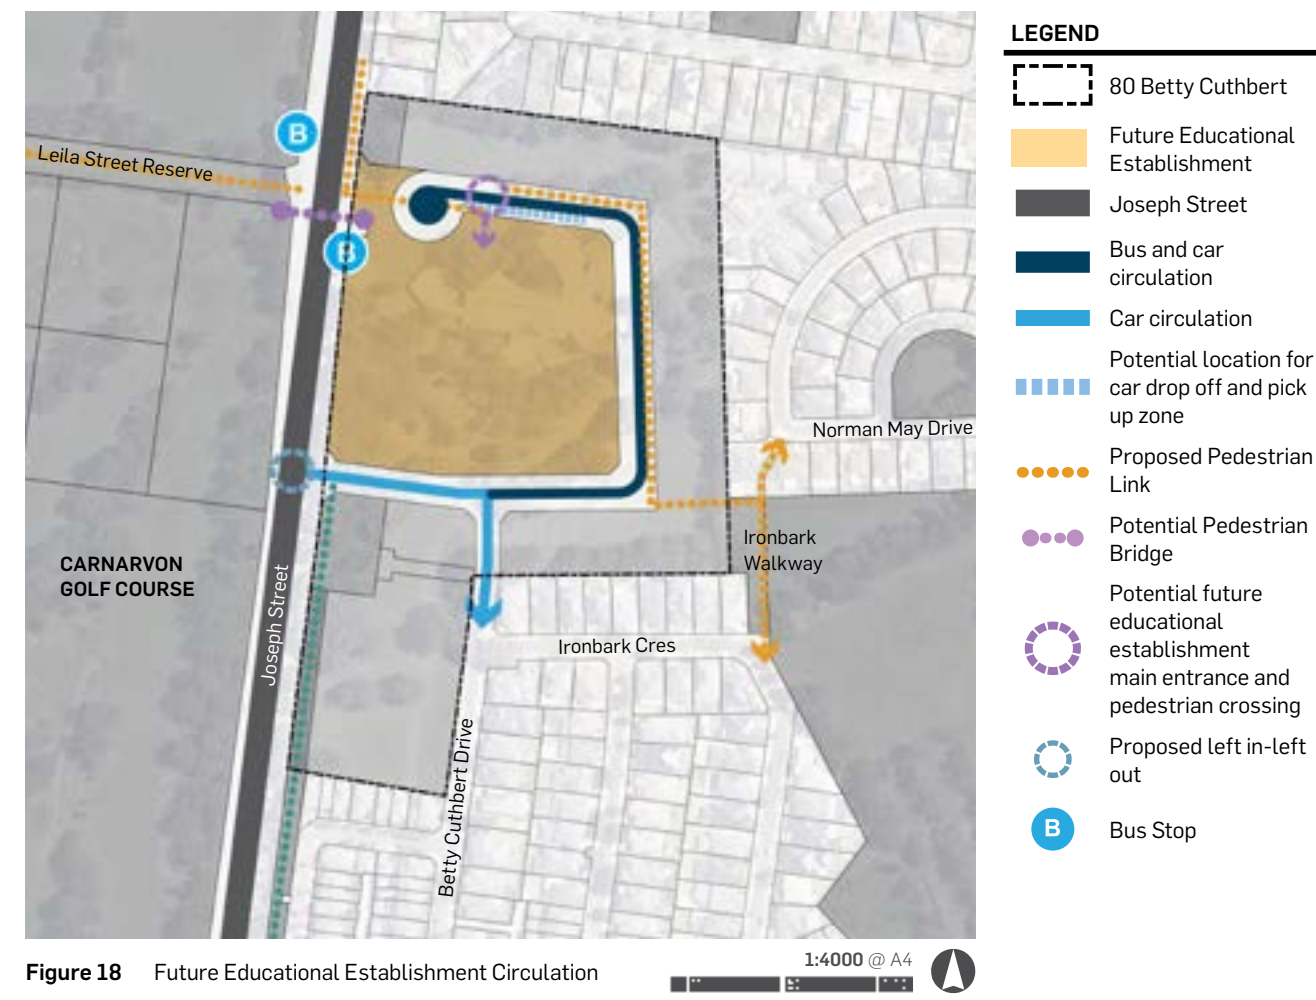 LEGEND
80 Betty Cuthbert
Future Educational
Establishment
Joseph Street
Bus and car
circulation
Car circulation
Potential location for
car drop off and pick
up zone
Proposed Pedestrian
Link
Potential Pedestrian
Bridge
Potential future
educational
establishment
main entrance and
pedestrian crossing
Proposed left in-left
out
B
Bus Stop
B
Leila Street Reserve
B
Norman May Drive
Ironbark
Walkway
CARNARVON
GOLF COURSE
Joseph Street
Ironbark Cres
Betty Cuthbert Drive
Figure 18 Future Educational Establishment Circulation
1:4000 @ A4